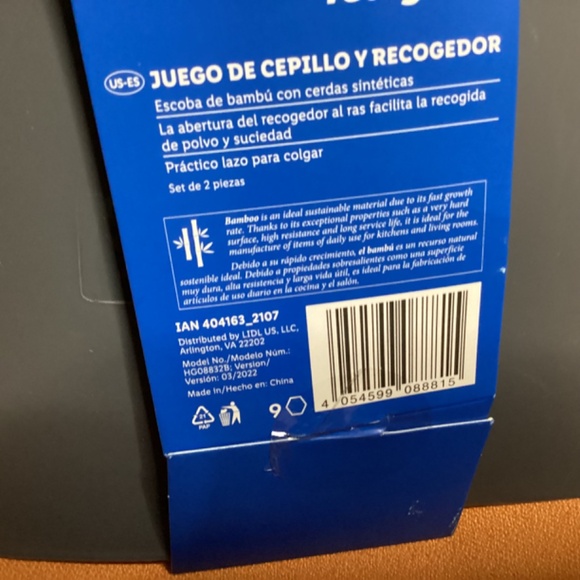 US-ES JUEGO DE CEPILLO Y RECOGEDOR
Escoba de bambú con cerdas sintéticas
La abertura del recogedor al ras facilita la recogida
de polvo y suciedad
Práctico lazo para colgar
Set de 2 piezas
Bamboo is an ideal sustainable material due to its fast growth
rate. Thanks to its exceptional properties such as a very hard
surface, high resistance and long service life, it is ideal for the
manufacture of items of daily use for kitchens and living rooms.
Debido a su rápido crecimiento, el bambú es un recurso natural
sostenible ideal. Debido a propiedades sobresalientes como una superficie
muy dura, alta resistencia y larga vida útil, es ideal para la fabricación de
artículos de uso diario en la cocina y el salón.
IAN 404163_2107
Distributed by LIDL US, LLC,
Arlington, VA 22202
Model No./Modelo Núm.:
HG08832B; Version/
Versión: 03/2022
Made in/Hecho en: China
21
PAP
9
4 054599 088815